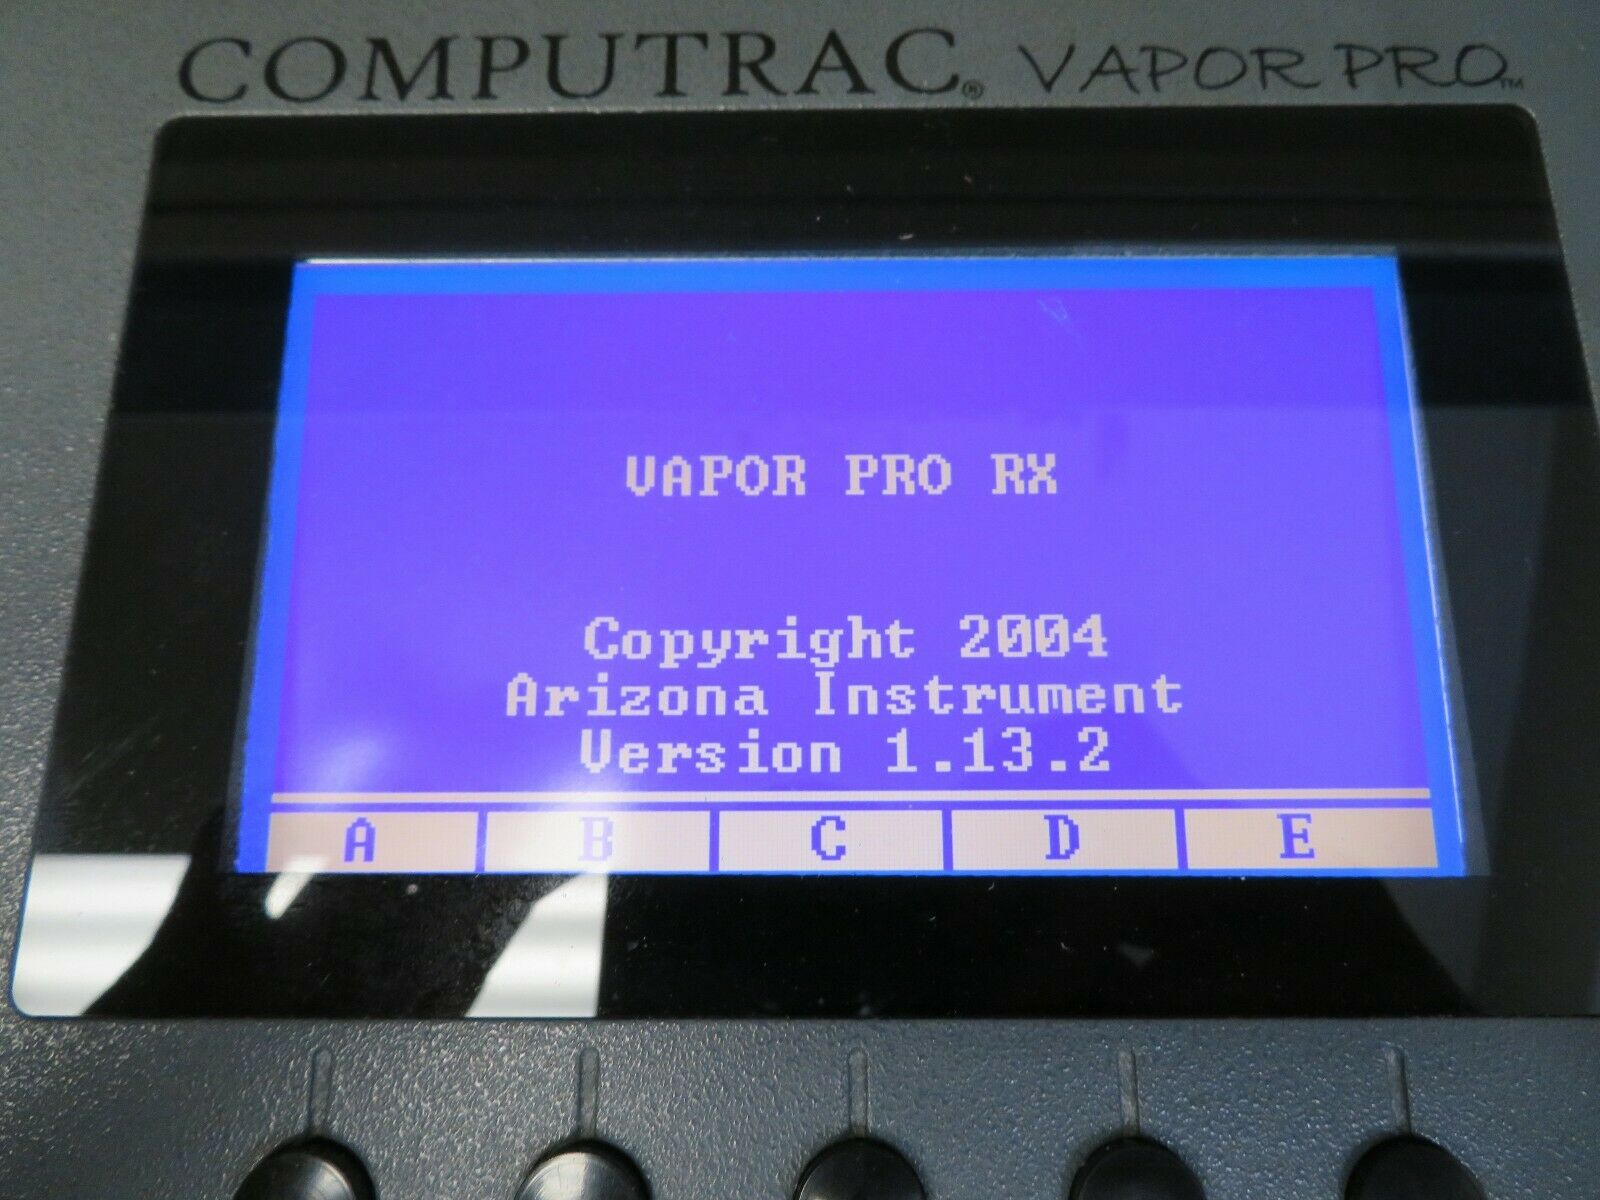 COMPUTRAC® VAPOR PRO™
VAPOR PRO RX
Copyright 2004
Arizona Instrument
Version 1.13.2
A B C D E